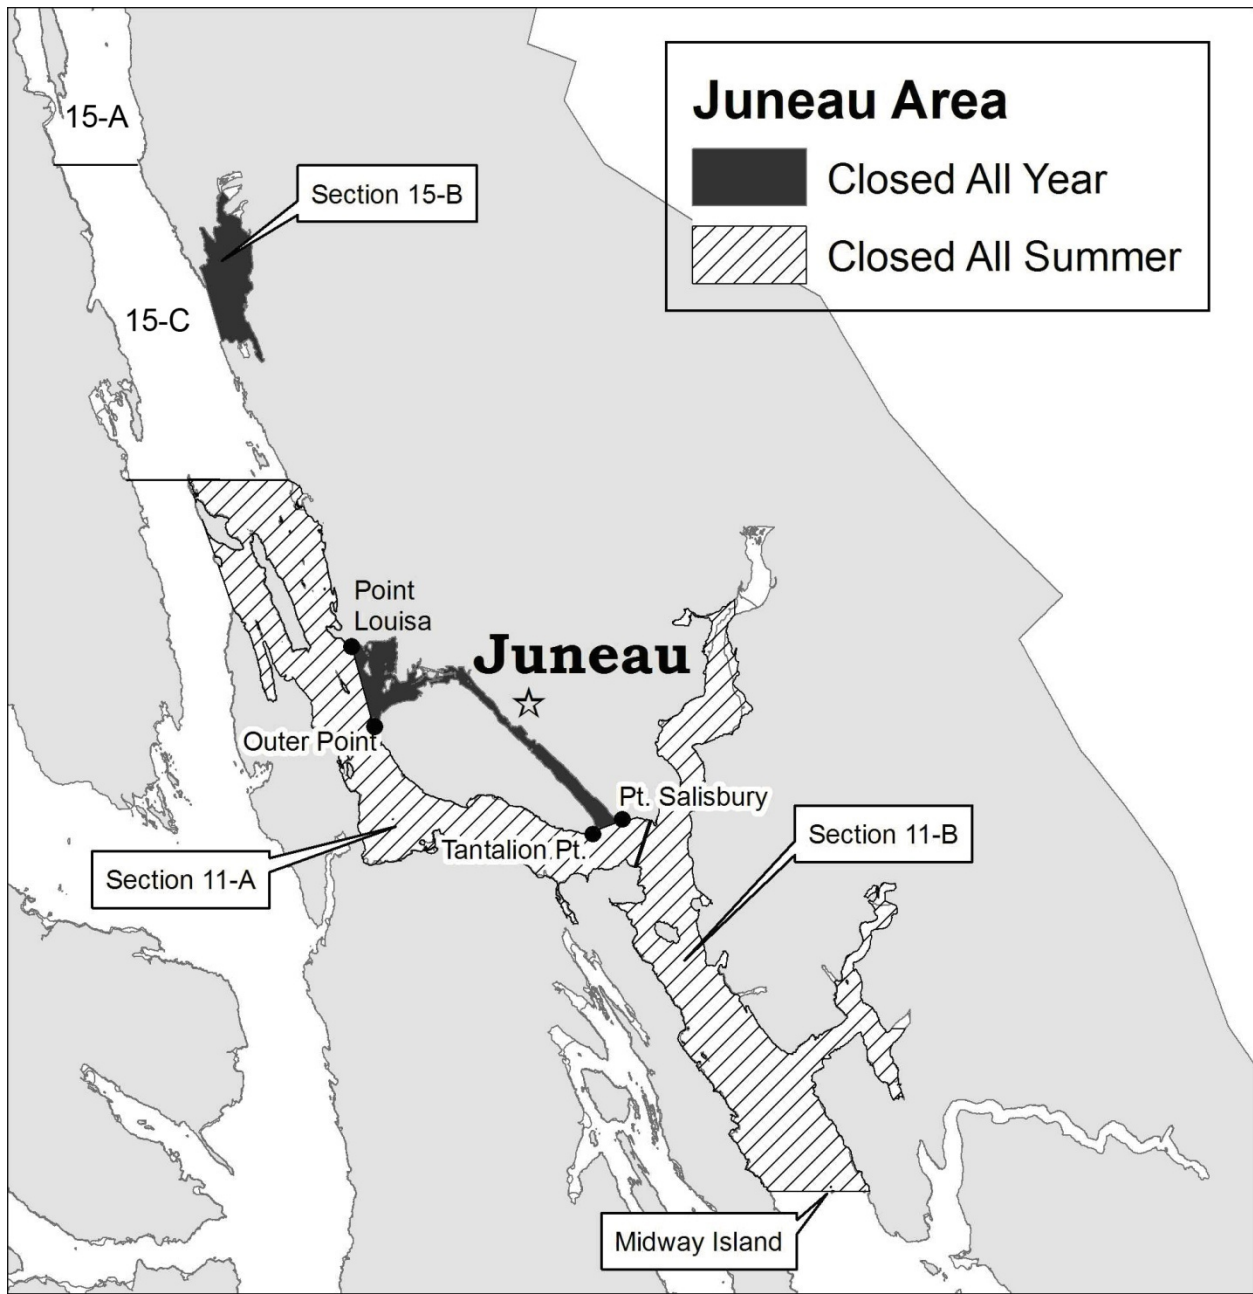 Juneau Area
Closed All Year
Closed All Summer
15-A
Section 15-B
15-C
Point
Louisa
Juneau
Outer Point
Pt. Salisbury
Tantalion Pt.
Section 11-B
Section 11-A
Midway Island